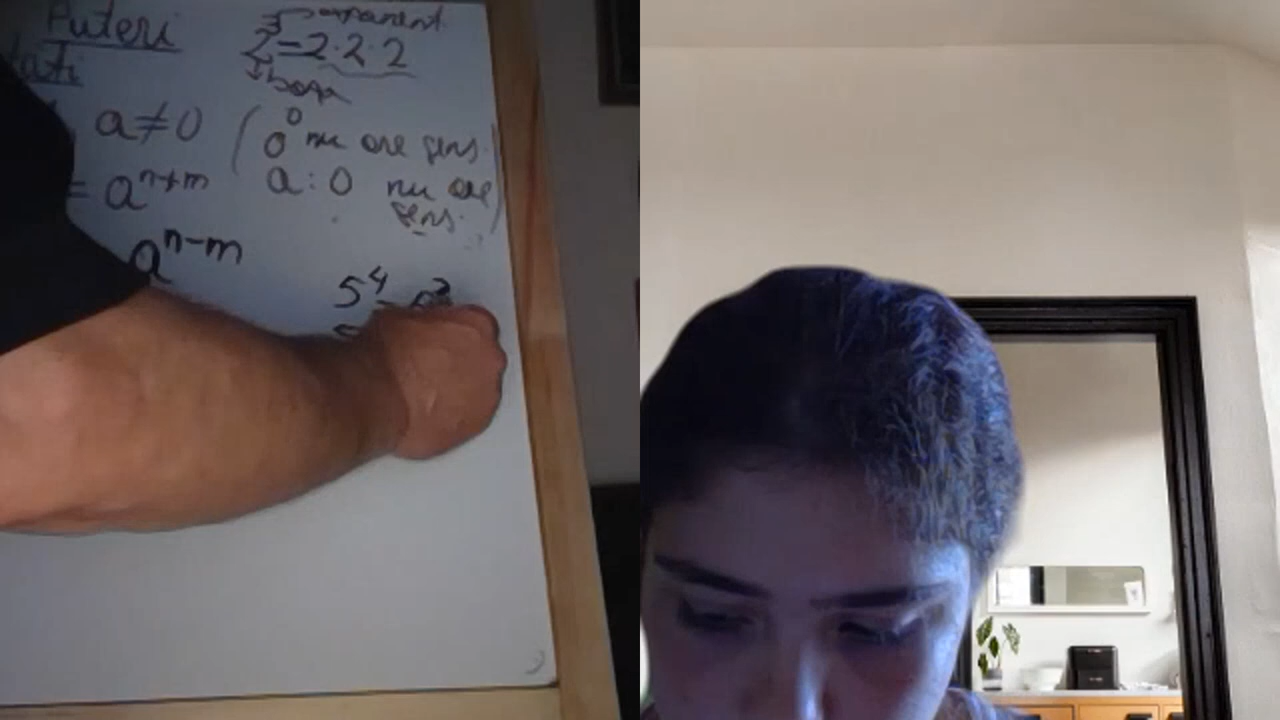 Puteri
exponent
2³ = 2·2·2
baza
a≠0 ( 0⁰ nu are sens
= aⁿ⁺ᵐ a : 0 nu are
sens )
aⁿ⁻ᵐ
5⁴